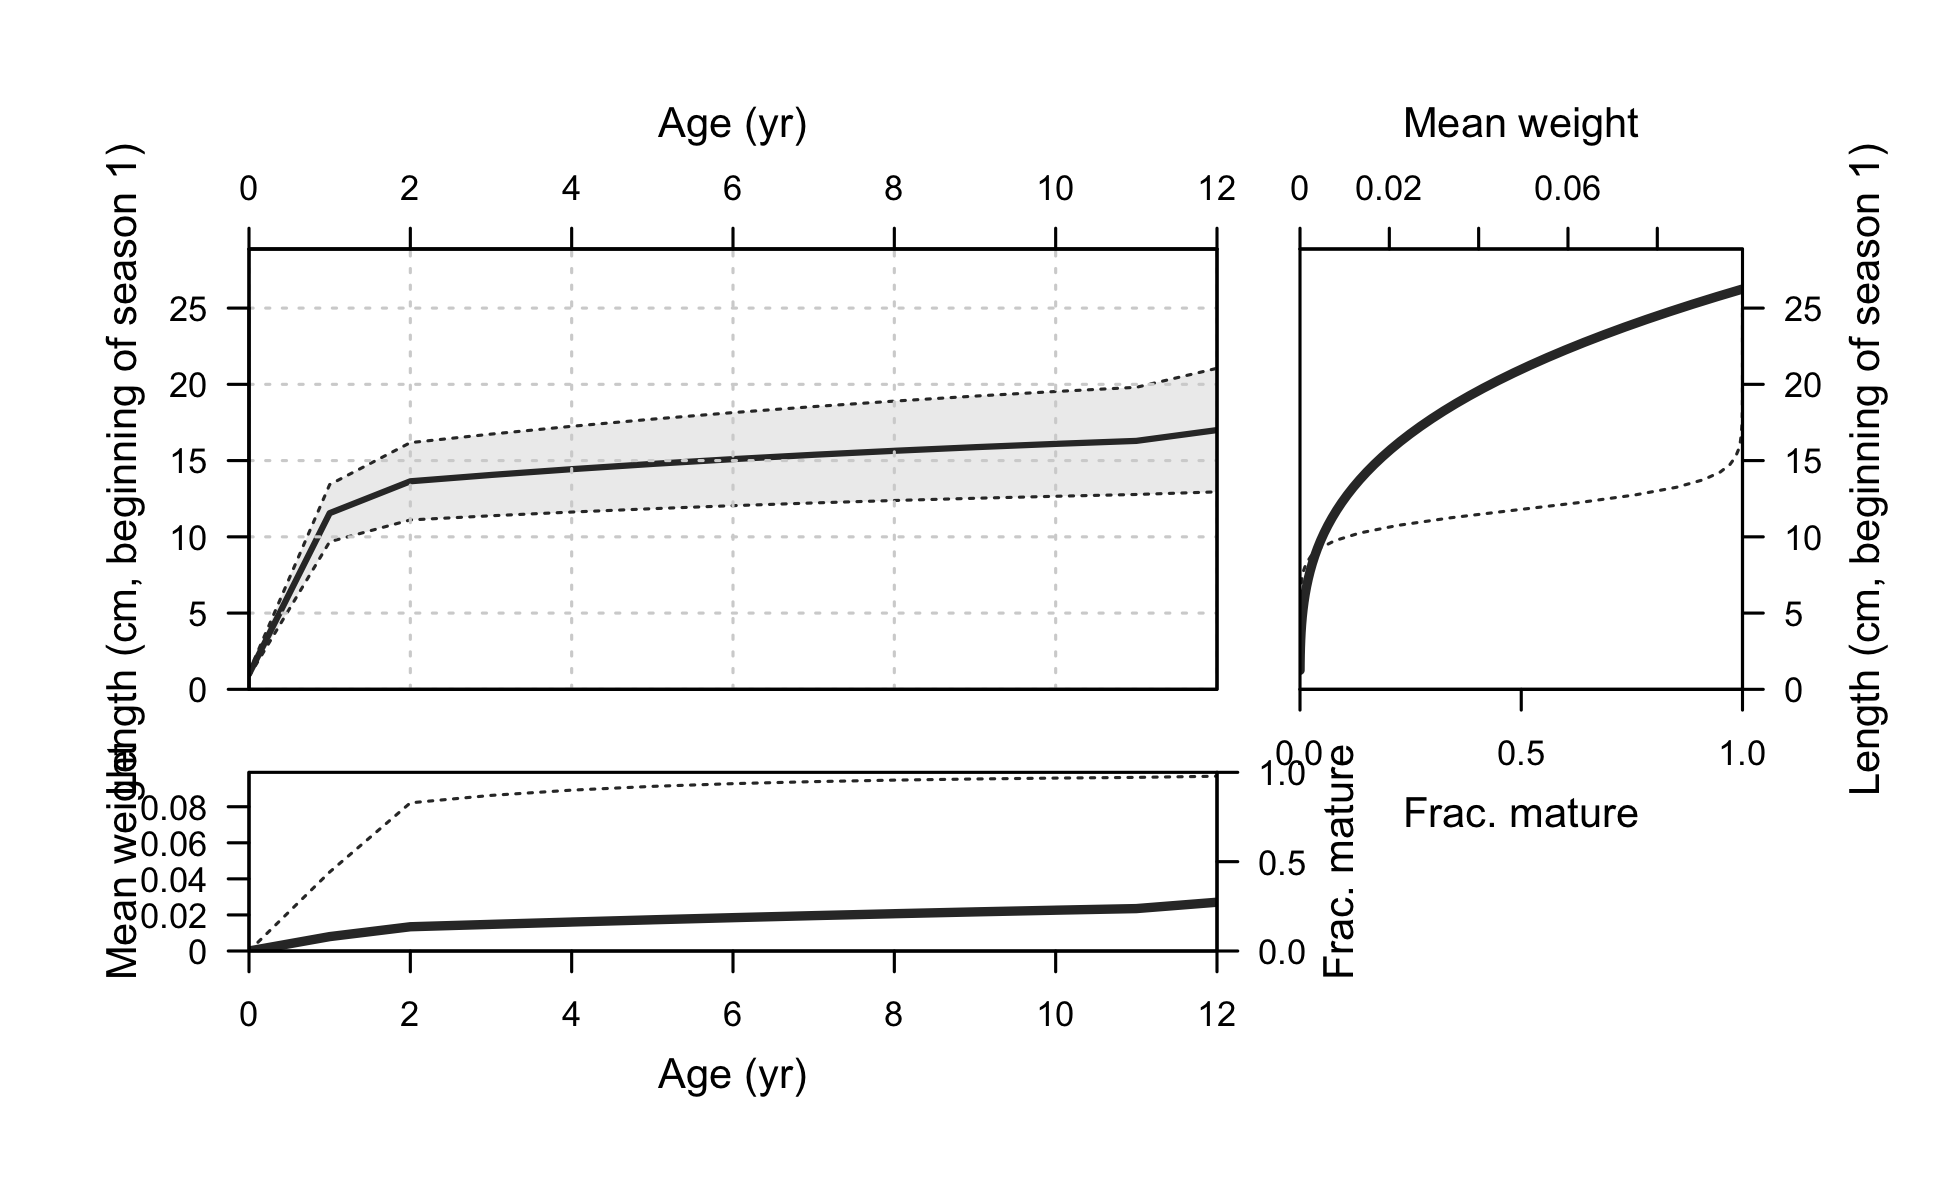 Age (yr)
0 2 4 6 8 10 12
Length (cm, beginning of season 1)
25
20
15
10
5
0
Mean weight
0 0.02 0.06
25
20
15
10
5
0
Length (cm, beginning of season 1)
0.0 0.5 1.0
Frac. mature
Mean weight
0.08
0.06
0.04
0.02
0
1.0
0.5
0.0
Frac. mature
0 2 4 6 8 10 12
Age (yr)